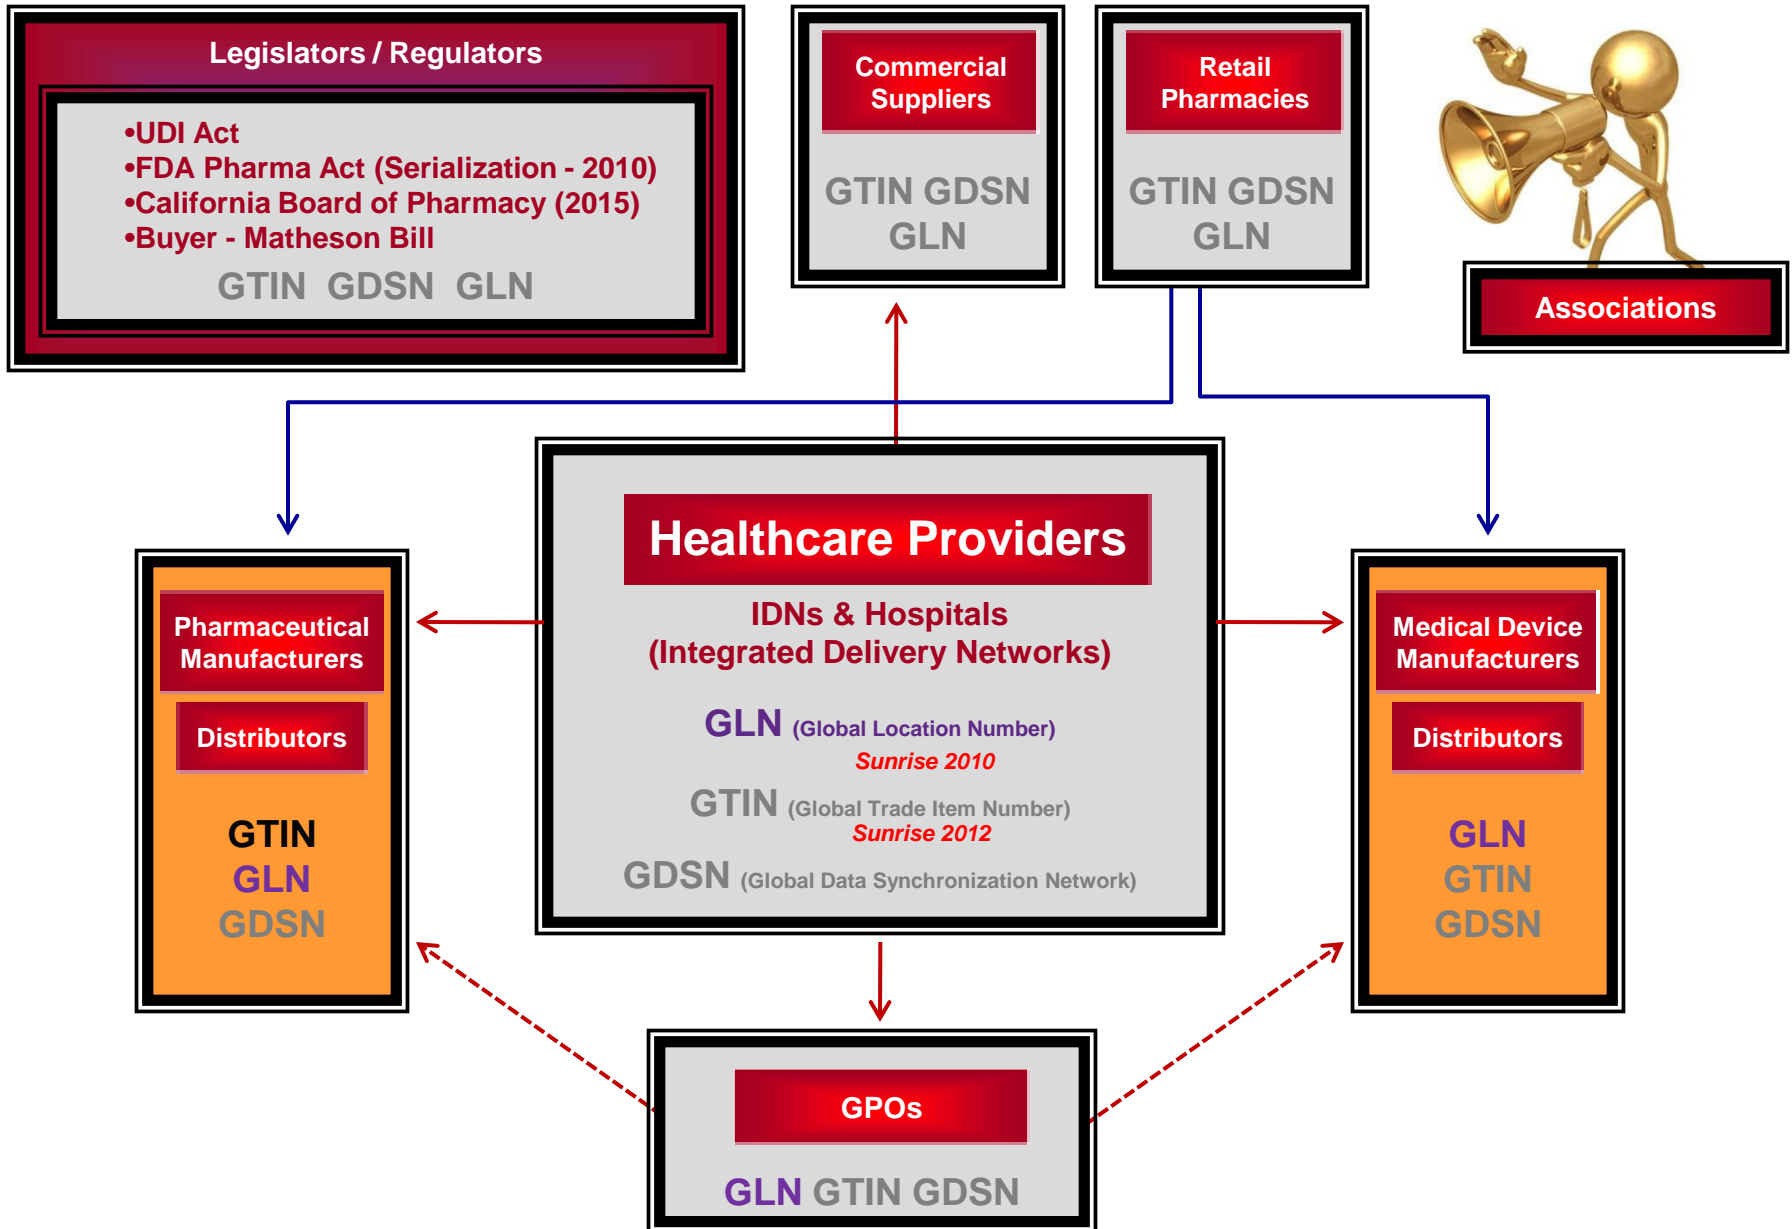 Legislators / Regulators
•UDI Act
•FDA Pharma Act (Serialization - 2010)
•California Board of Pharmacy (2015)
•Buyer - Matheson Bill
GTIN GDSN GLN
Commercial
Suppliers
GTIN GDSN
GLN
Retail
Pharmacies
GTIN GDSN
GLN
Associations
Healthcare Providers
IDNs & Hospitals
(Integrated Delivery Networks)
GLN (Global Location Number)
Sunrise 2010
GTIN (Global Trade Item Number)
Sunrise 2012
GDSN (Global Data Synchronization Network)
Pharmaceutical
Manufacturers
Distributors
GTIN
GLN
GDSN
Medical Device
Manufacturers
Distributors
GLN
GTIN
GDSN
GPOs
GLN GTIN GDSN